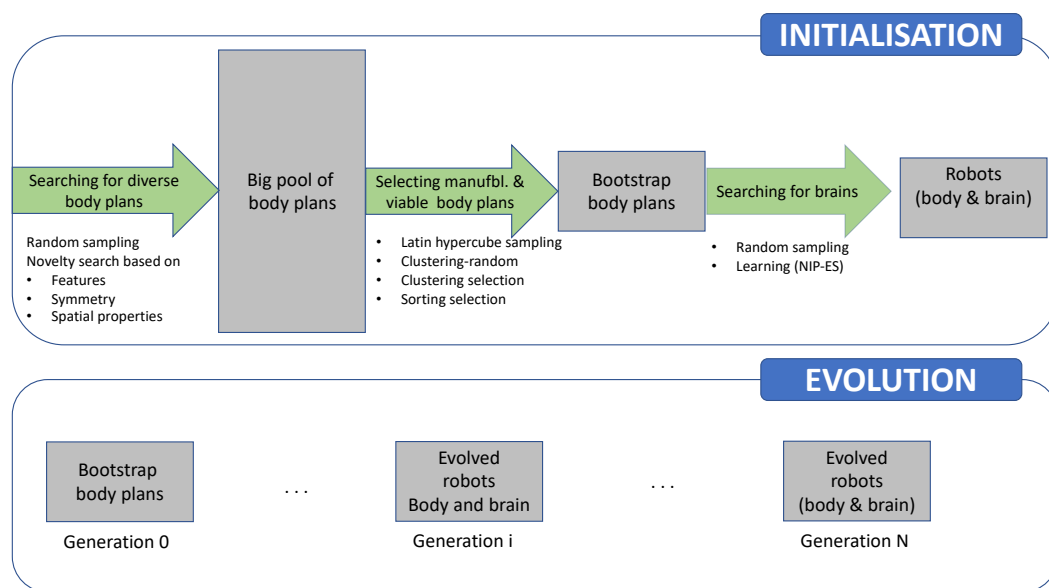 INITIALISATION
Searching for diverse
body plans
Big pool of
body plans
Selecting manufbl. &
viable body plans
Bootstrap
body plans
Searching for brains
Robots
(body & brain)
Random sampling
Novelty search based on
• Features
• Symmetry
• Spatial properties
• Latin hypercube sampling
• Clustering-random
• Clustering selection
• Sorting selection
• Random sampling
• Learning (NIP-ES)
EVOLUTION
Bootstrap
body plans
Generation 0
. . .
Evolved
robots
Body and brain
Generation i
. . .
Evolved
robots
(body & brain)
Generation N